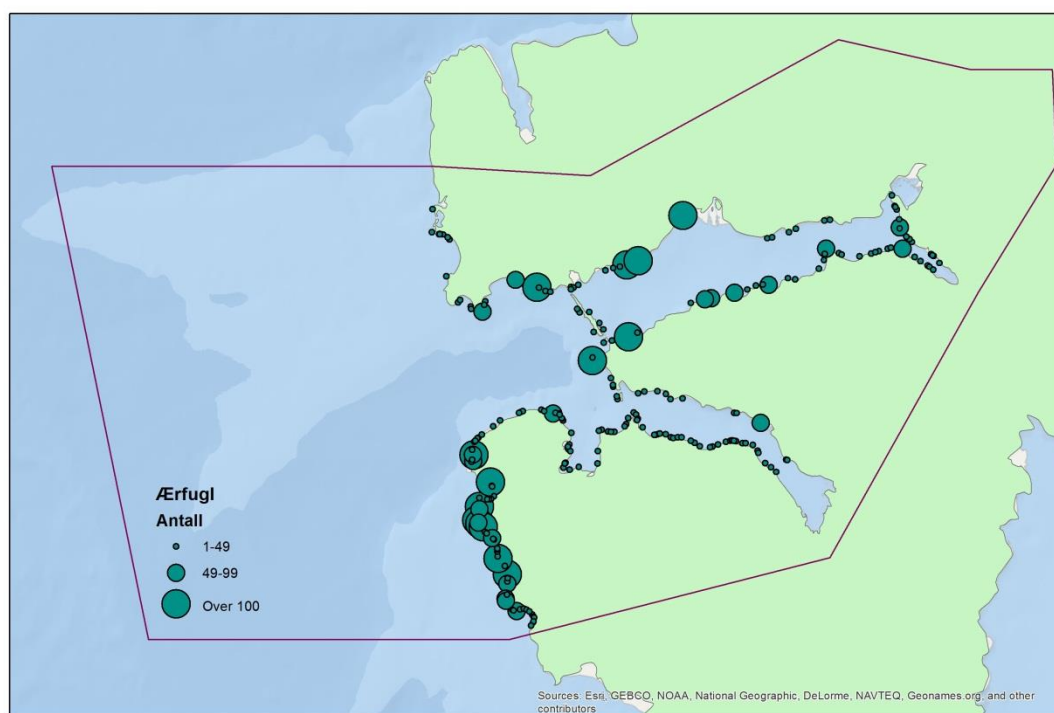 Ærfugl
Antall
1-49
49-99
Over 100
Sources: Esri, GEBCO, NOAA, National Geographic, DeLorme, NAVTEQ, Geonames.org, and other
contributors